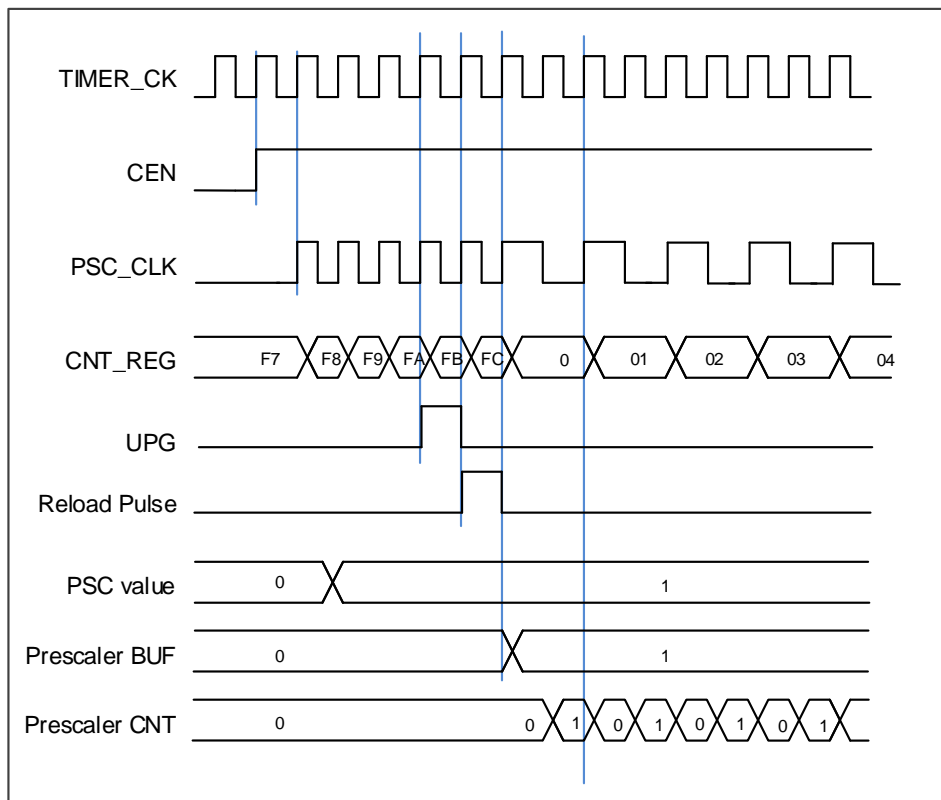 TIMER_CK
CEN
PSC_CLK
CNT_REG F7 F8 F9 FA FB FC 0 01 02 03 04
UPG
Reload Pulse
PSC value 0 1
Prescaler BUF 0 1
Prescaler CNT 0 0 1 0 1 0 1 0 1